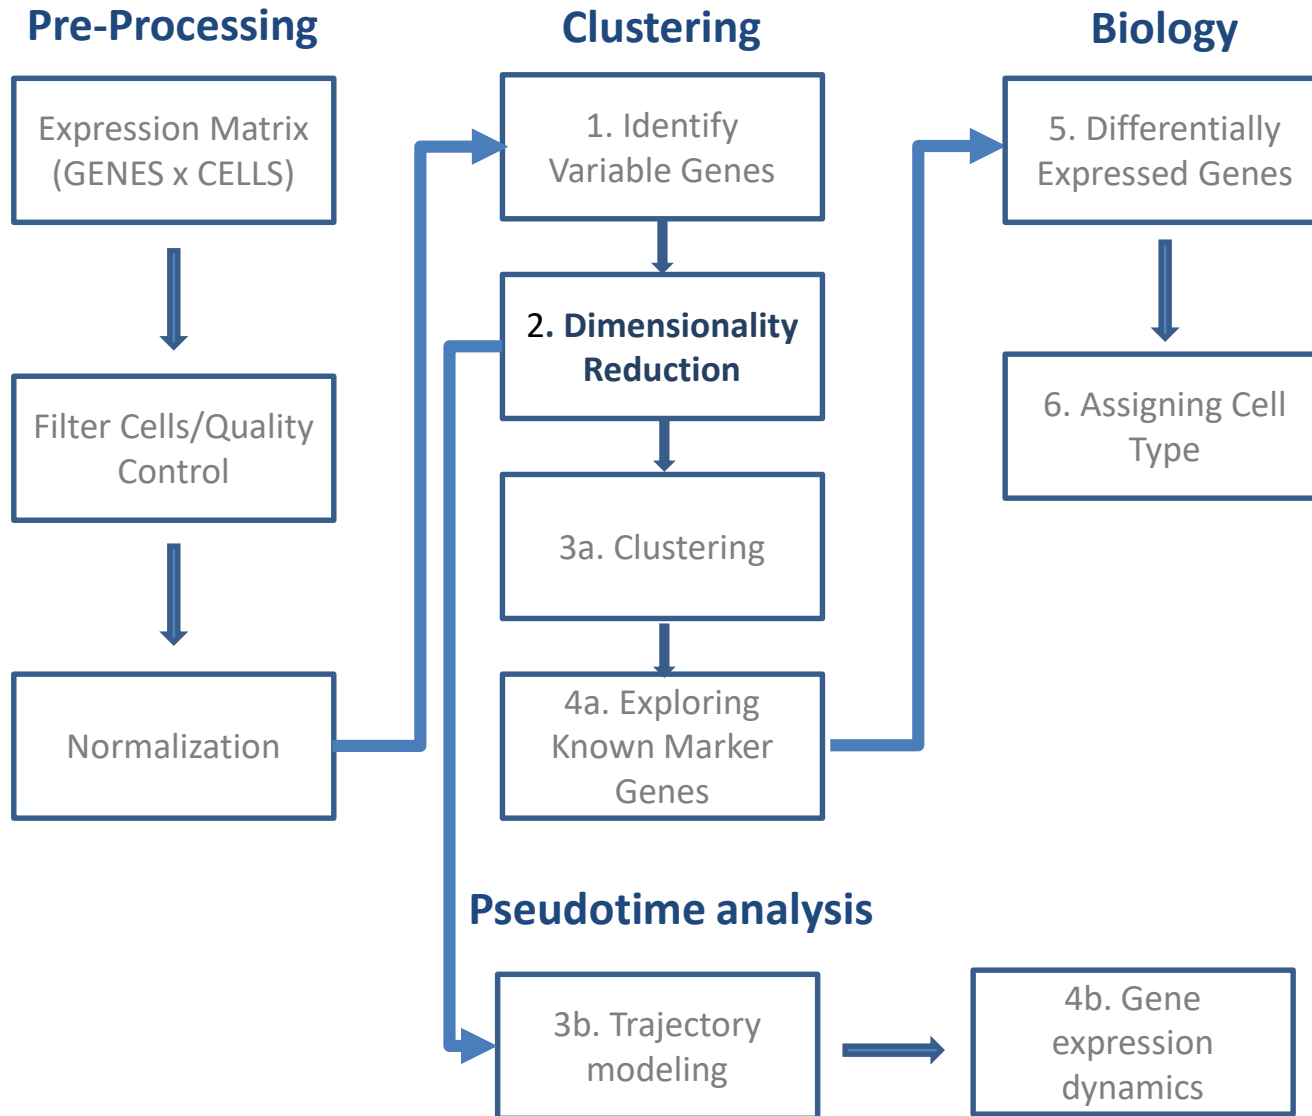 Pre-Processing
Expression Matrix
(GENES x CELLS)
Filter Cells/Quality
Control
Normalization
Clustering
1. Identify
Variable Genes
2. Dimensionality
Reduction
3a. Clustering
4a. Exploring
Known Marker
Genes
Biology
5. Differentially
Expressed Genes
6. Assigning Cell
Type
Pseudotime analysis
3b. Trajectory
modeling
4b. Gene
expression
dynamics